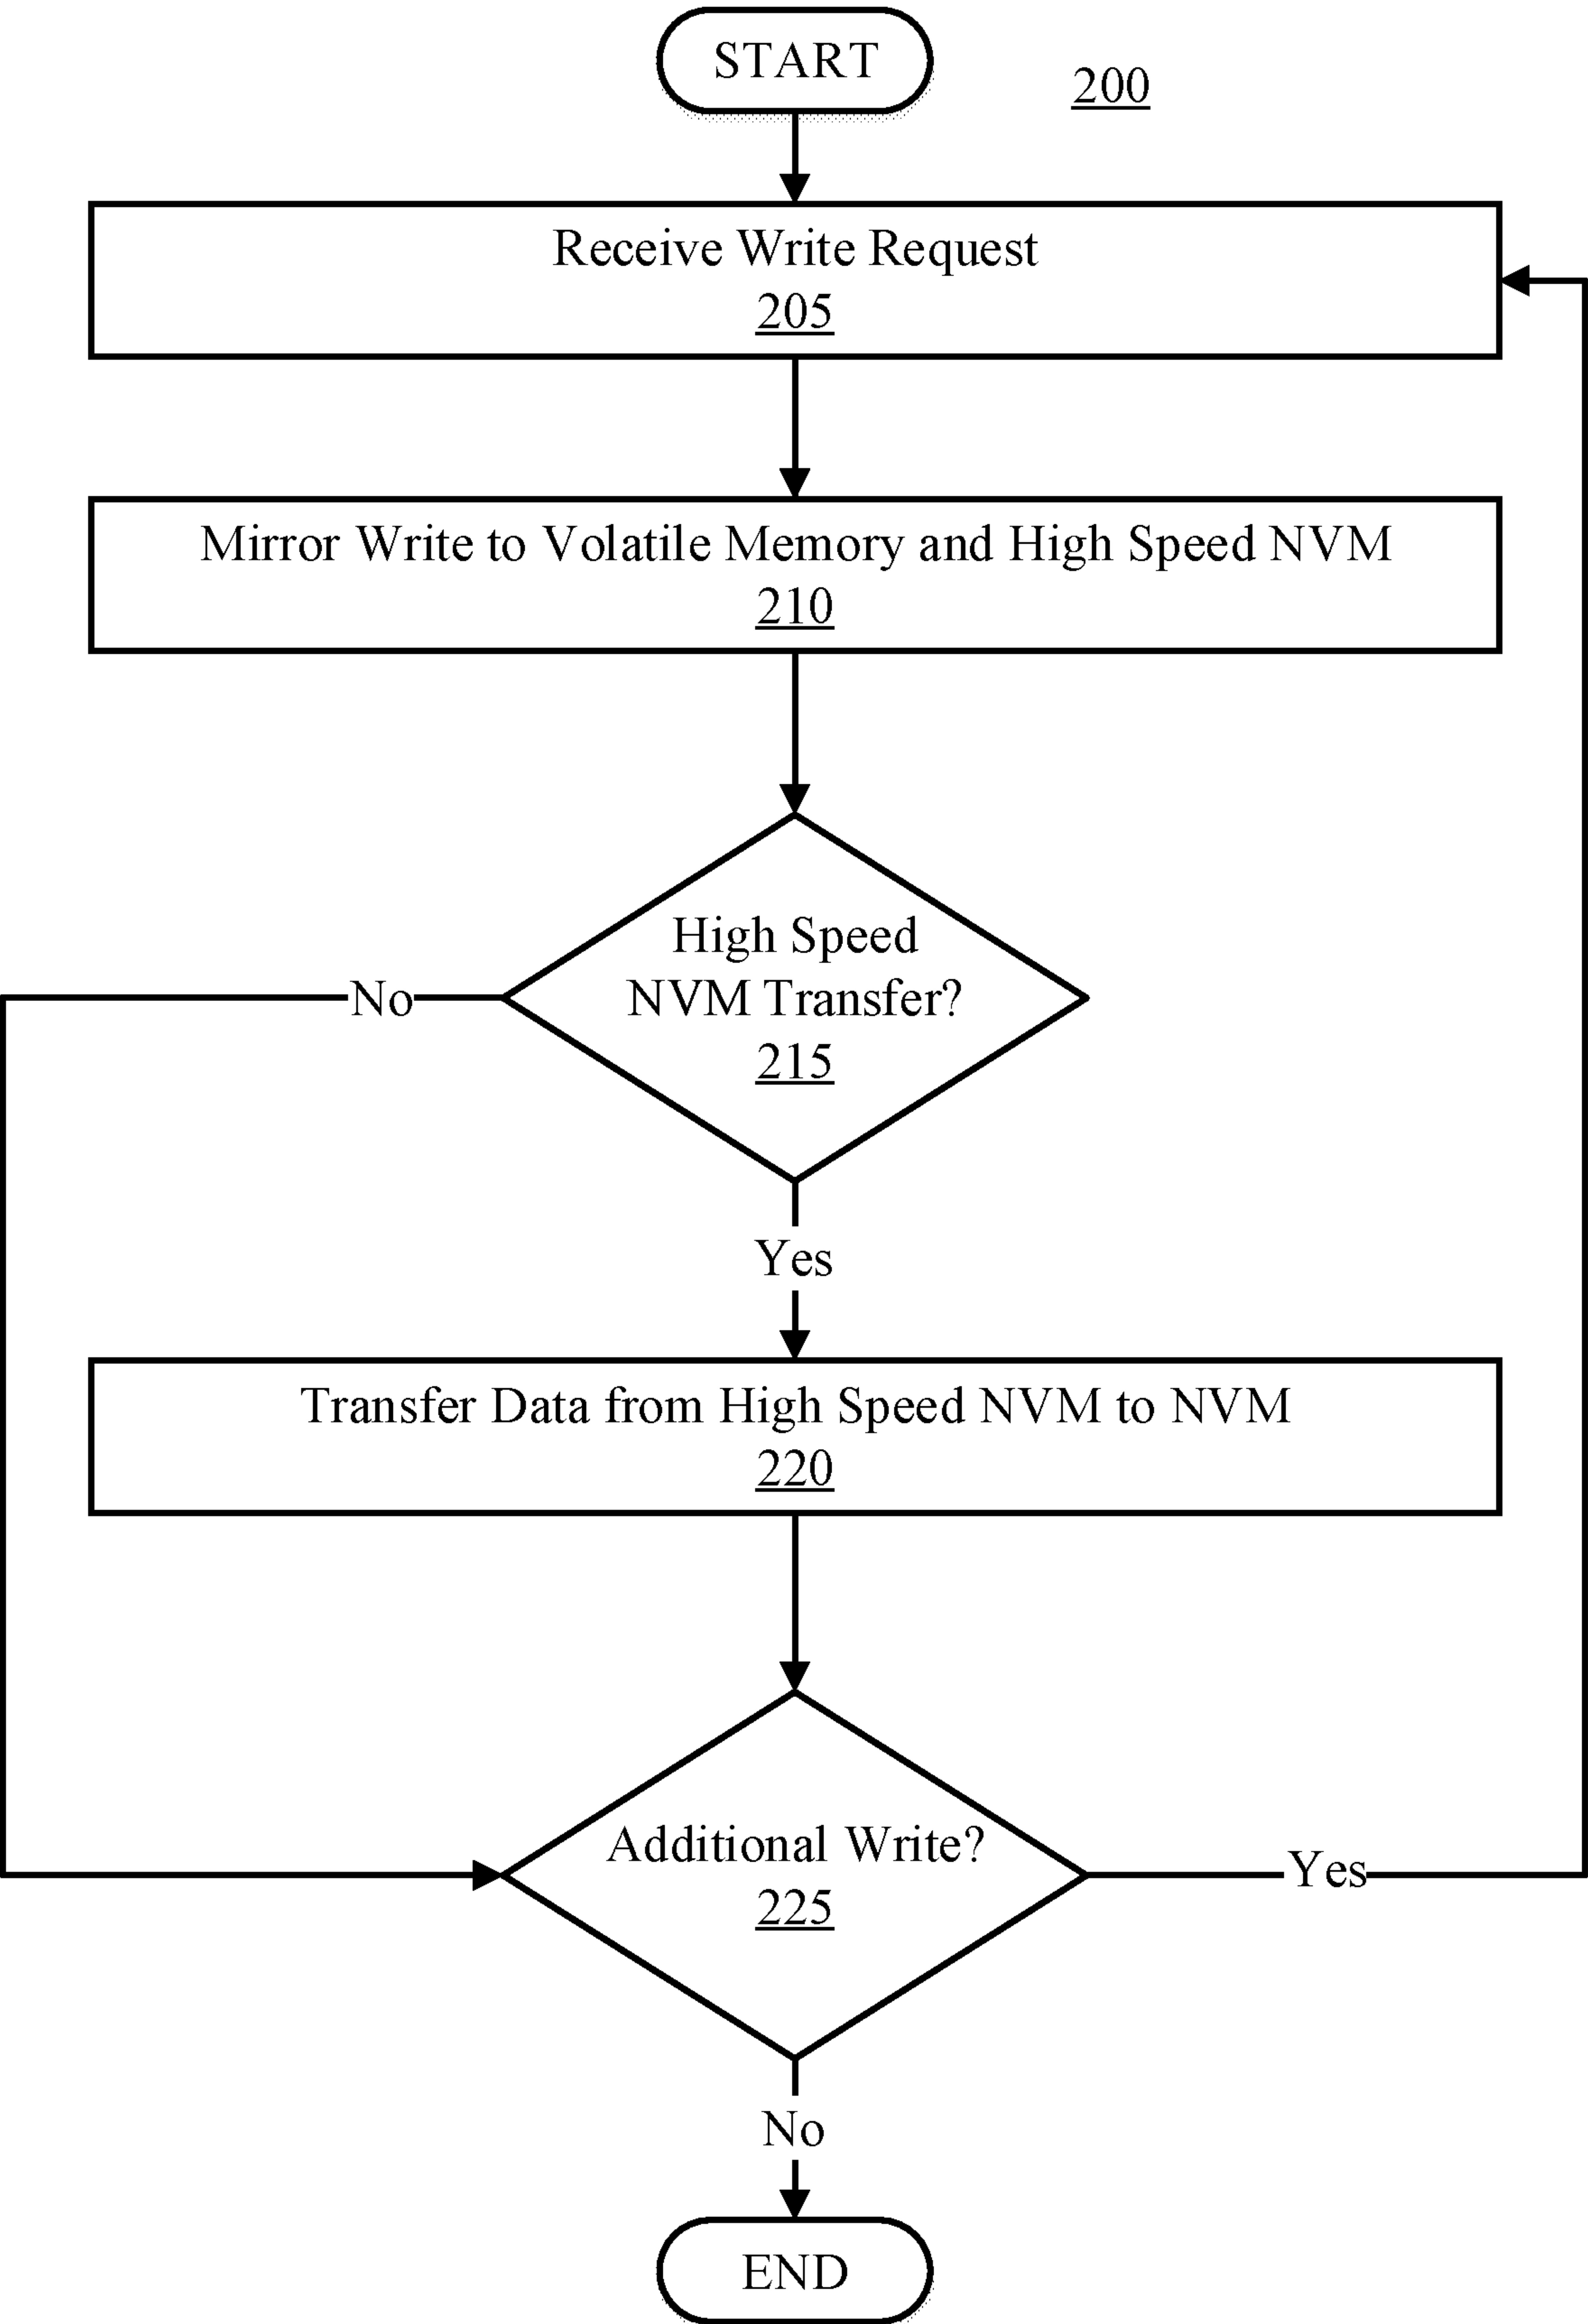 START
200
Receive Write Request
205
Mirror Write to Volatile Memory and High Speed NVM
210
High Speed
NVM Transfer?
215
No
Yes
Transfer Data from High Speed NVM to NVM
220
Additional Write?
225
Yes
No
END